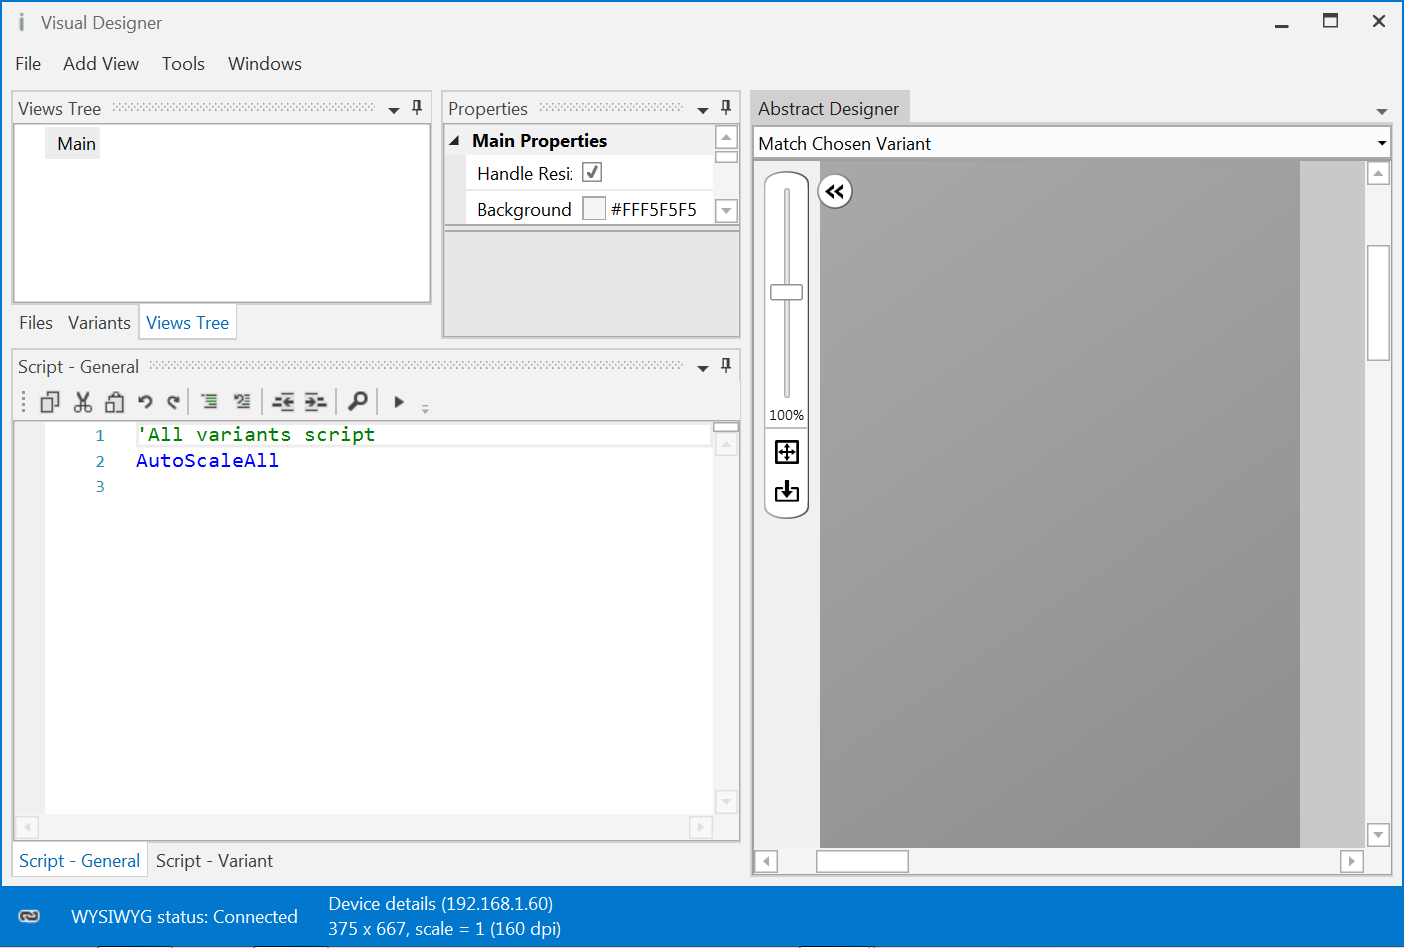 Visual Designer
File Add View Tools Windows
Views Tree
Main
Files Variants Views Tree
Properties
Main Properties
Handle Resi
Background #FFF5F5F5
Abstract Designer
Match Chosen Variant
100%
Script - General
1 'All variants script
2 AutoScaleAll
3
Script - General Script - Variant
WYSIWYG status: Connected
Device details (192.168.1.60)
375 x 667, scale = 1 (160 dpi)